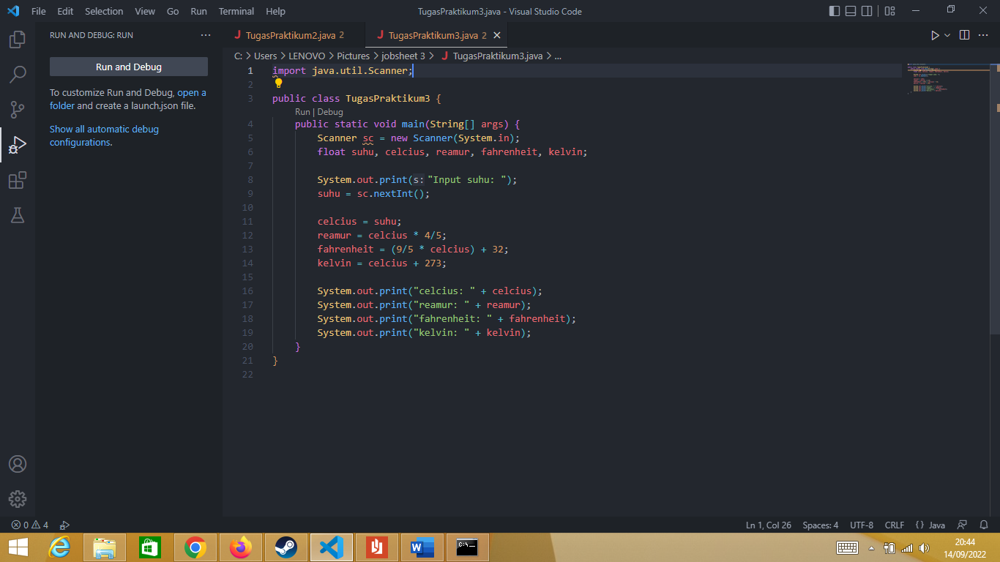 File Edit Selection View Go Run Terminal Help
TugasPraktikum3.java - Visual Studio Code
RUN AND DEBUG: RUN
Run and Debug
To customize Run and Debug, open a
folder and create a launch.json file.
Show all automatic debug
configurations.
TugasPraktikum2.java 2
TugasPraktikum3.java 2
C: > Users > LENOVO > Pictures > jobsheet 3 > TugasPraktikum3.java > ...
1 import java.util.Scanner;
2
3 public class TugasPraktikum3 {
Run | Debug
4 public static void main(String[] args) {
5 Scanner sc = new Scanner(System.in);
6 float suhu, celcius, reamur, fahrenheit, kelvin;
7
8 System.out.print(s: "Input suhu: ");
9 suhu = sc.nextInt();
10
11 celcius = suhu;
12 reamur = celcius * 4/5;
13 fahrenheit = (9/5 * celcius) + 32;
14 kelvin = celcius + 273;
15
16 System.out.print("celcius: " + celcius);
17 System.out.print("reamur: " + reamur);
18 System.out.print("fahrenheit: " + fahrenheit);
19 System.out.print("kelvin: " + kelvin);
20 }
21 }
22
0 4
Ln 1, Col 26 Spaces: 4 UTF-8 CRLF {} Java
20:44
14/09/2022